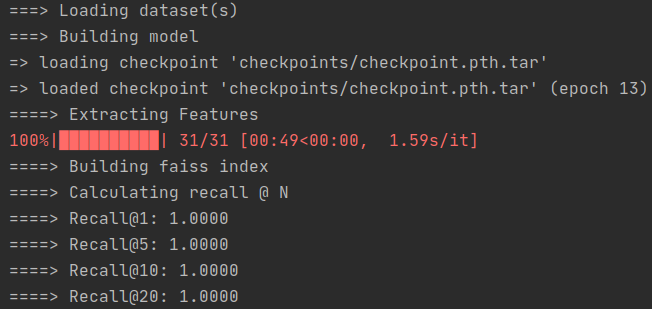 ===> Loading dataset(s)
===> Building model
=> loading checkpoint 'checkpoints/checkpoint.pth.tar'
=> loaded checkpoint 'checkpoints/checkpoint.pth.tar' (epoch 13)
====> Extracting Features
100%|██████████| 31/31 [00:49<00:00,  1.59s/it]
====> Building faiss index
====> Calculating recall @ N
====> Recall@1: 1.0000
====> Recall@5: 1.0000
====> Recall@10: 1.0000
====> Recall@20: 1.0000